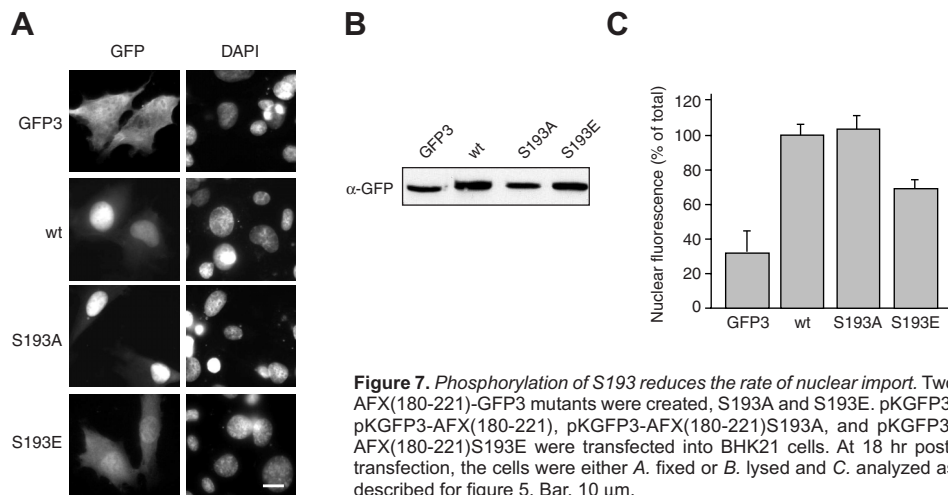 A
B
C
GFP
DAPI
GFP3
wt
S193A
S193E
GFP3
wt
S193A
S193E
α-GFP
Nuclear fluorescence (% of total)
120
100
80
60
40
20
0
GFP3
wt
S193A
S193E
Figure 7. Phosphorylation of S193 reduces the rate of nuclear import. Two
AFX(180-221)-GFP3 mutants were created, S193A and S193E. pKGFP3,
pKGFP3-AFX(180-221), pKGFP3-AFX(180-221)S193A, and pKGFP3-
AFX(180-221)S193E were transfected into BHK21 cells. At 18 hr post-
transfection, the cells were either A. fixed or B. lysed and C. analyzed as
described for figure 5. Bar, 10 μm.